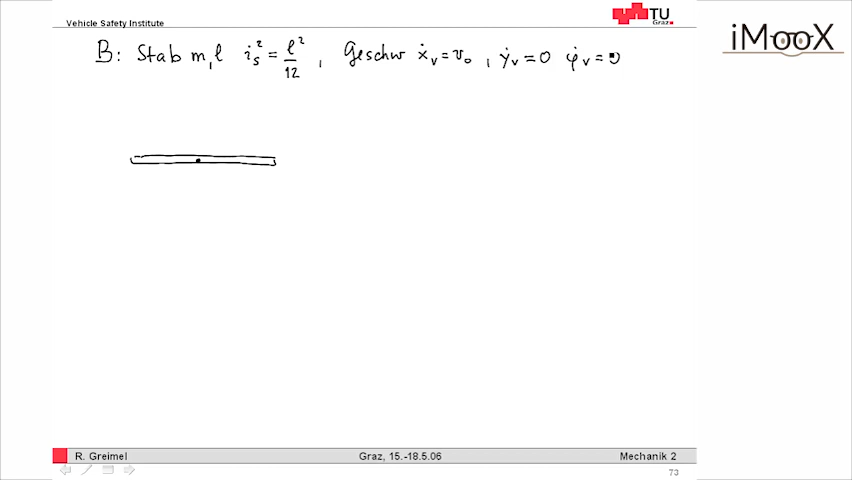 Vehicle Safety Institute
TU
Graz
iMooX
B: Stab m, l i_s² = l²/12 , Geschw ẋ_v = v₀ , ẏ_v = 0 φ̇_v = 0
R. Greimel Graz, 15.-18.5.06 Mechanik 2
73